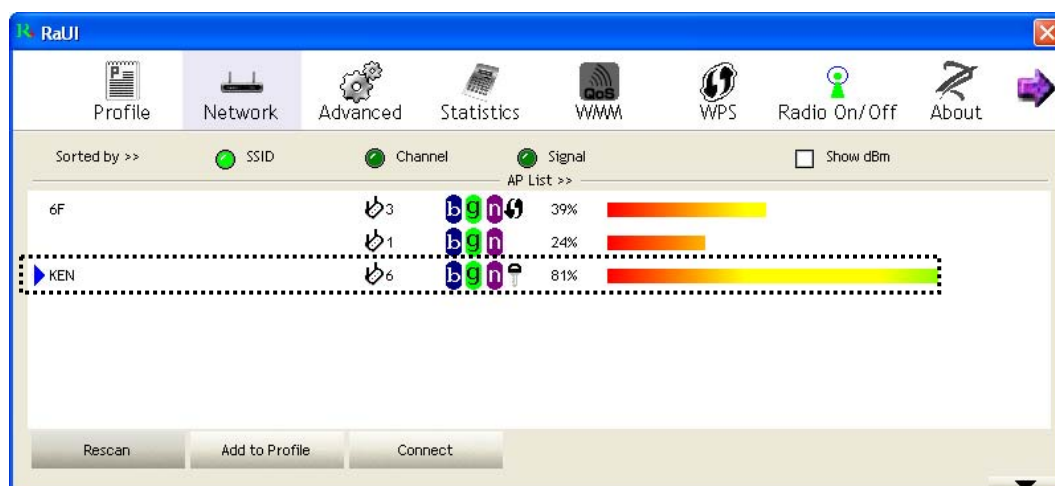 RaUI
Profile Network Advanced Statistics QoS WMM WPS Radio On/Off About
Sorted by >> SSID Channel Signal Show dBm
AP List >>
6F 3 b g n 39%
1 b g n 24%
KEN 6 b g n 81%
Rescan Add to Profile Connect